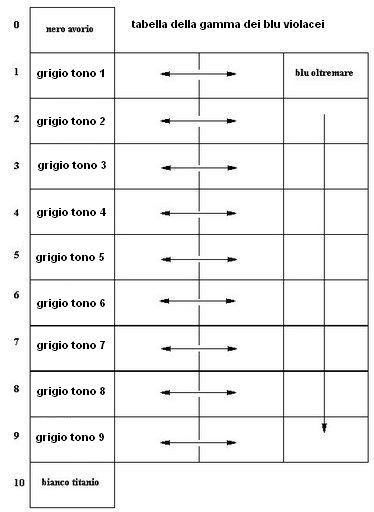 0 nero avorio tabella della gamma dei blu violacei
1 grigio tono 1 blu oltremare
2 grigio tono 2
3 grigio tono 3
4 grigio tono 4
5 grigio tono 5
6 grigio tono 6
7 grigio tono 7
8 grigio tono 8
9 grigio tono 9
10 bianco titanio